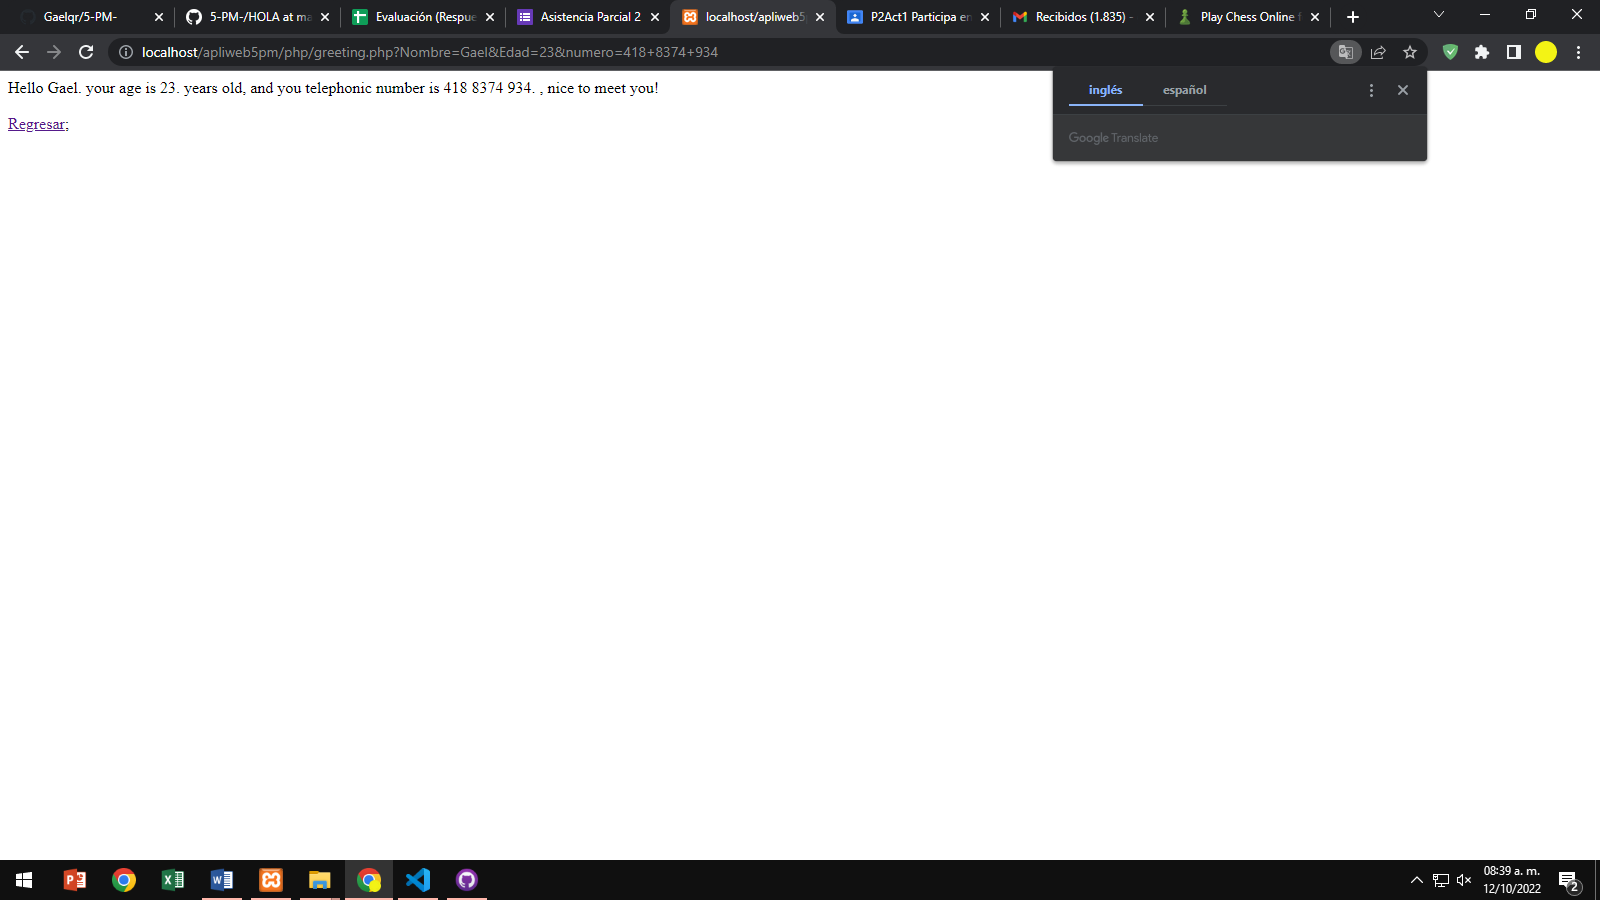 Gaelqr/5-PM-
5-PM-/HOLA at ma
Evaluación (Respue
Asistencia Parcial 2
localhost/apliweb5
P2Act1 Participa en
Recibidos (1.835) -
Play Chess Online f
localhost/apliweb5pm/php/greeting.php?Nombre=Gael&Edad=23&numero=418+8374+934
Hello Gael. your age is 23. years old, and you telephonic number is 418 8374 934. , nice to meet you!
Regresar;
inglés
español
Google Translate
08:39 a. m.
12/10/2022
2